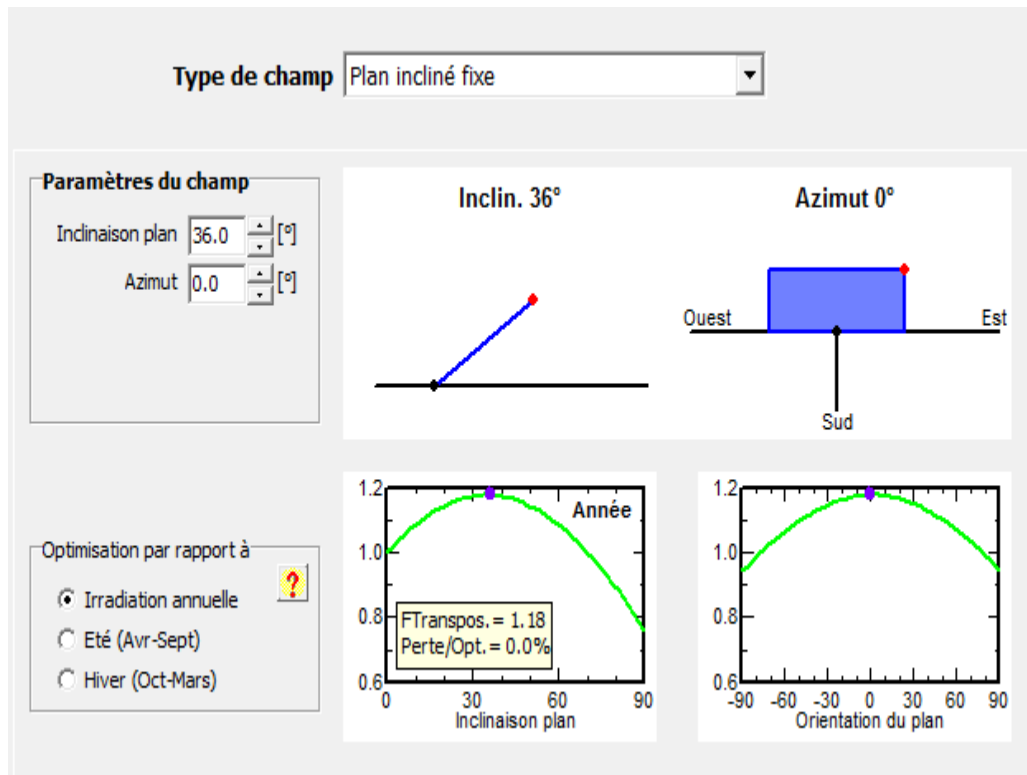 Type de champ Plan incliné fixe
Paramètres du champ
Inclinaison plan 36.0 [°]
Azimut 0.0 [°]
Inclin. 36°
Azimut 0°
Ouest Est
Sud
Optimisation par rapport à
?
Irradiation annuelle
Eté (Avr-Sept)
Hiver (Oct-Mars)
1.2
1.0
0.8
0.6
Année
FTranspos. = 1.18
Perte/Opt. = 0.0%
0 30 60 90
Inclinaison plan
1.2
1.0
0.8
0.6
-90 -60 -30 0 30 60 90
Orientation du plan